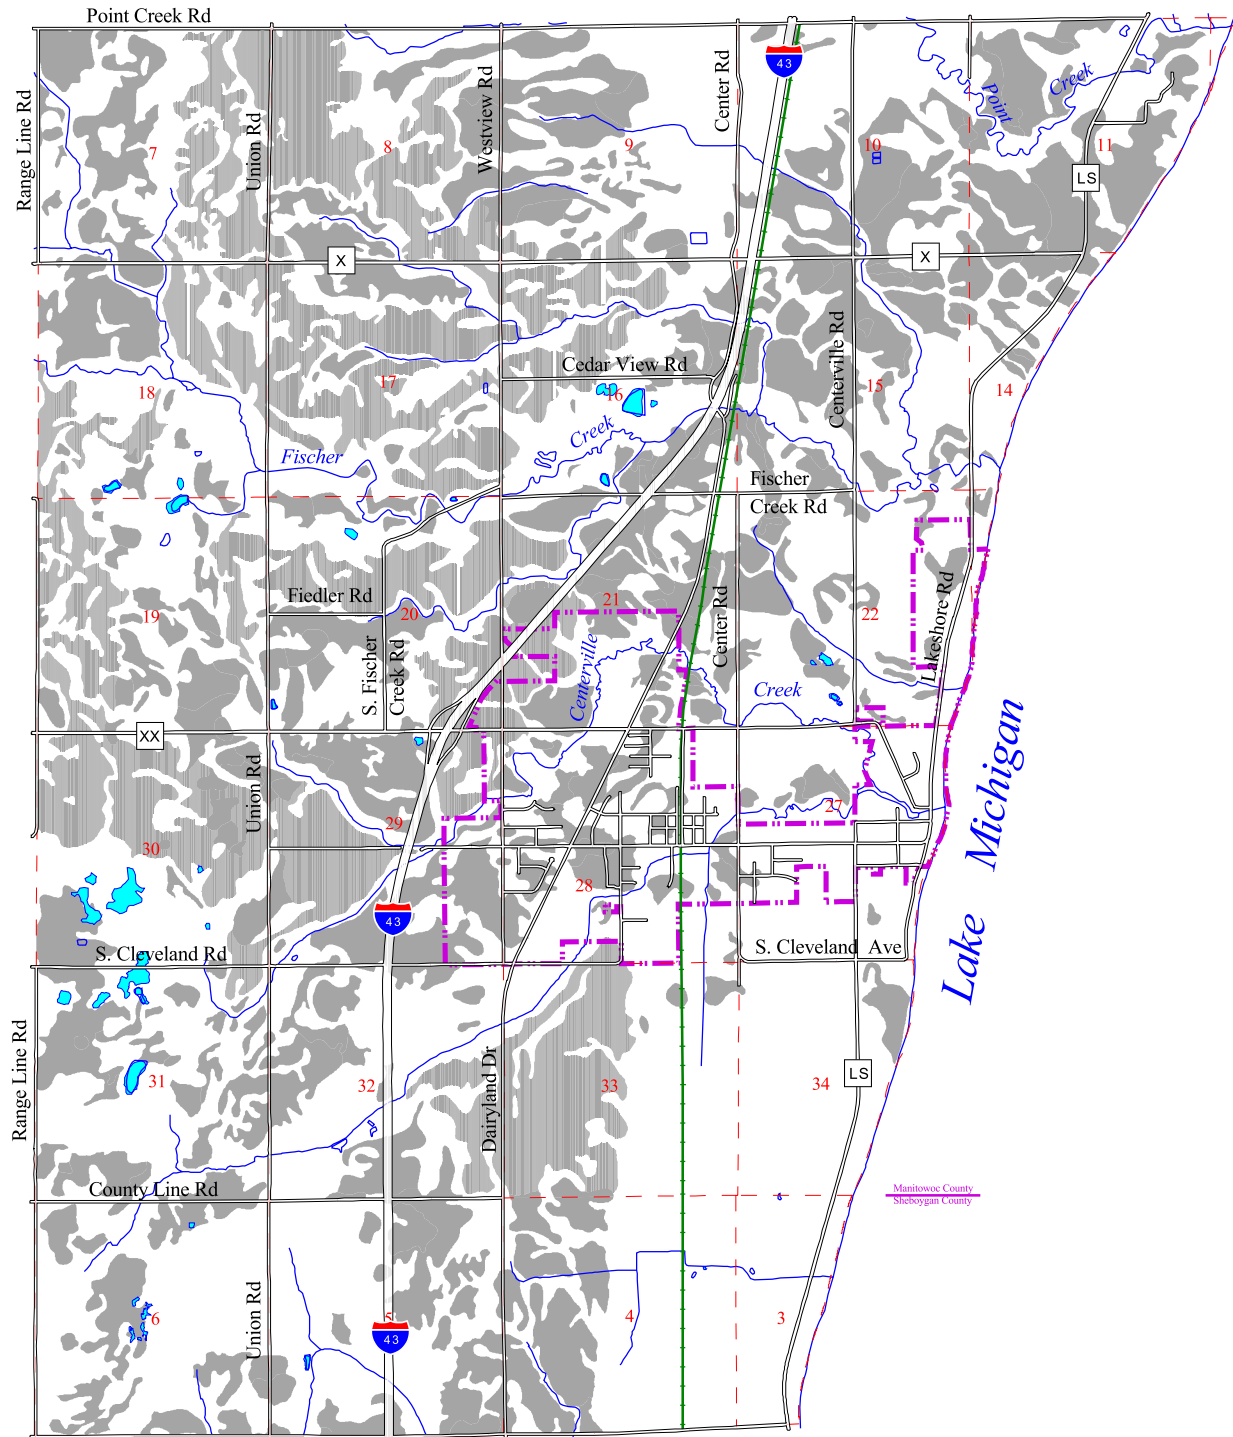 Point Creek Rd
Range Line Rd
Union Rd
Westview Rd
Center Rd
43
Point
Creek
7
8
9
10
11
LS
X
X
Cedar View Rd
Centerville Rd
18
17
16
15
14
Creek
Fischer
Fischer
Creek Rd
Fiedler Rd
19
20
21
22
S. Fischer
Creek Rd
Centerville
Center Rd
Lakeshore Rd
Creek
XX
Union Rd
Lake Michigan
29
27
30
28
43
S. Cleveland Rd
S. Cleveland Ave
Range Line Rd
31
32
Dairyland Dr
33
34
LS
County Line Rd
Manitowoc County
Sheboygan County
Union Rd
6
5
4
3
43